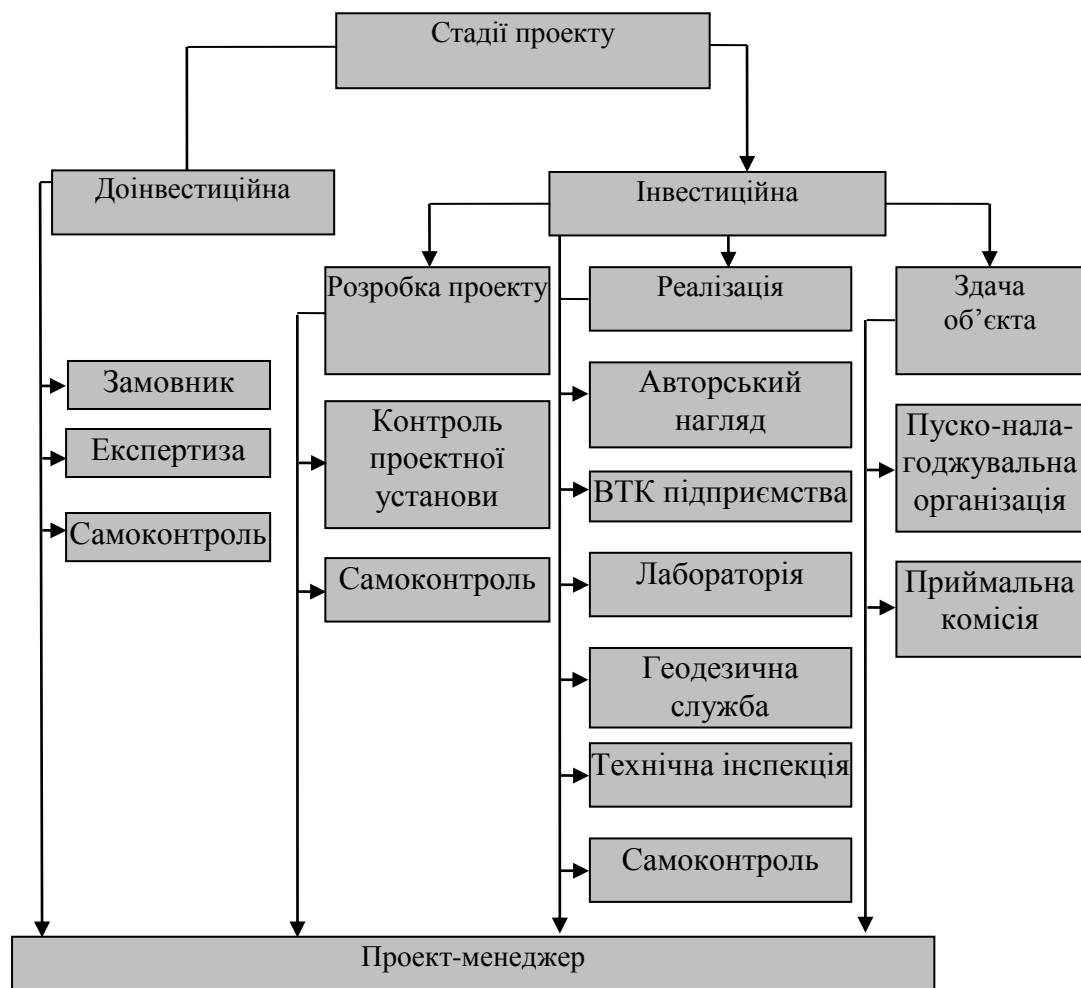 Стадії проекту
Доінвестиційна
Інвестиційна
Розробка проекту
Реалізація
Здача
об’єкта
Замовник
Експертиза
Самоконтроль
Контроль
проектної
установи
Самоконтроль
Авторський
нагляд
ВТК підприємства
Лабораторія
Геодезична
служба
Технічна інспекція
Самоконтроль
Пуско-нала-
годжувальна
організація
Приймальна
комісія
Проект-менеджер